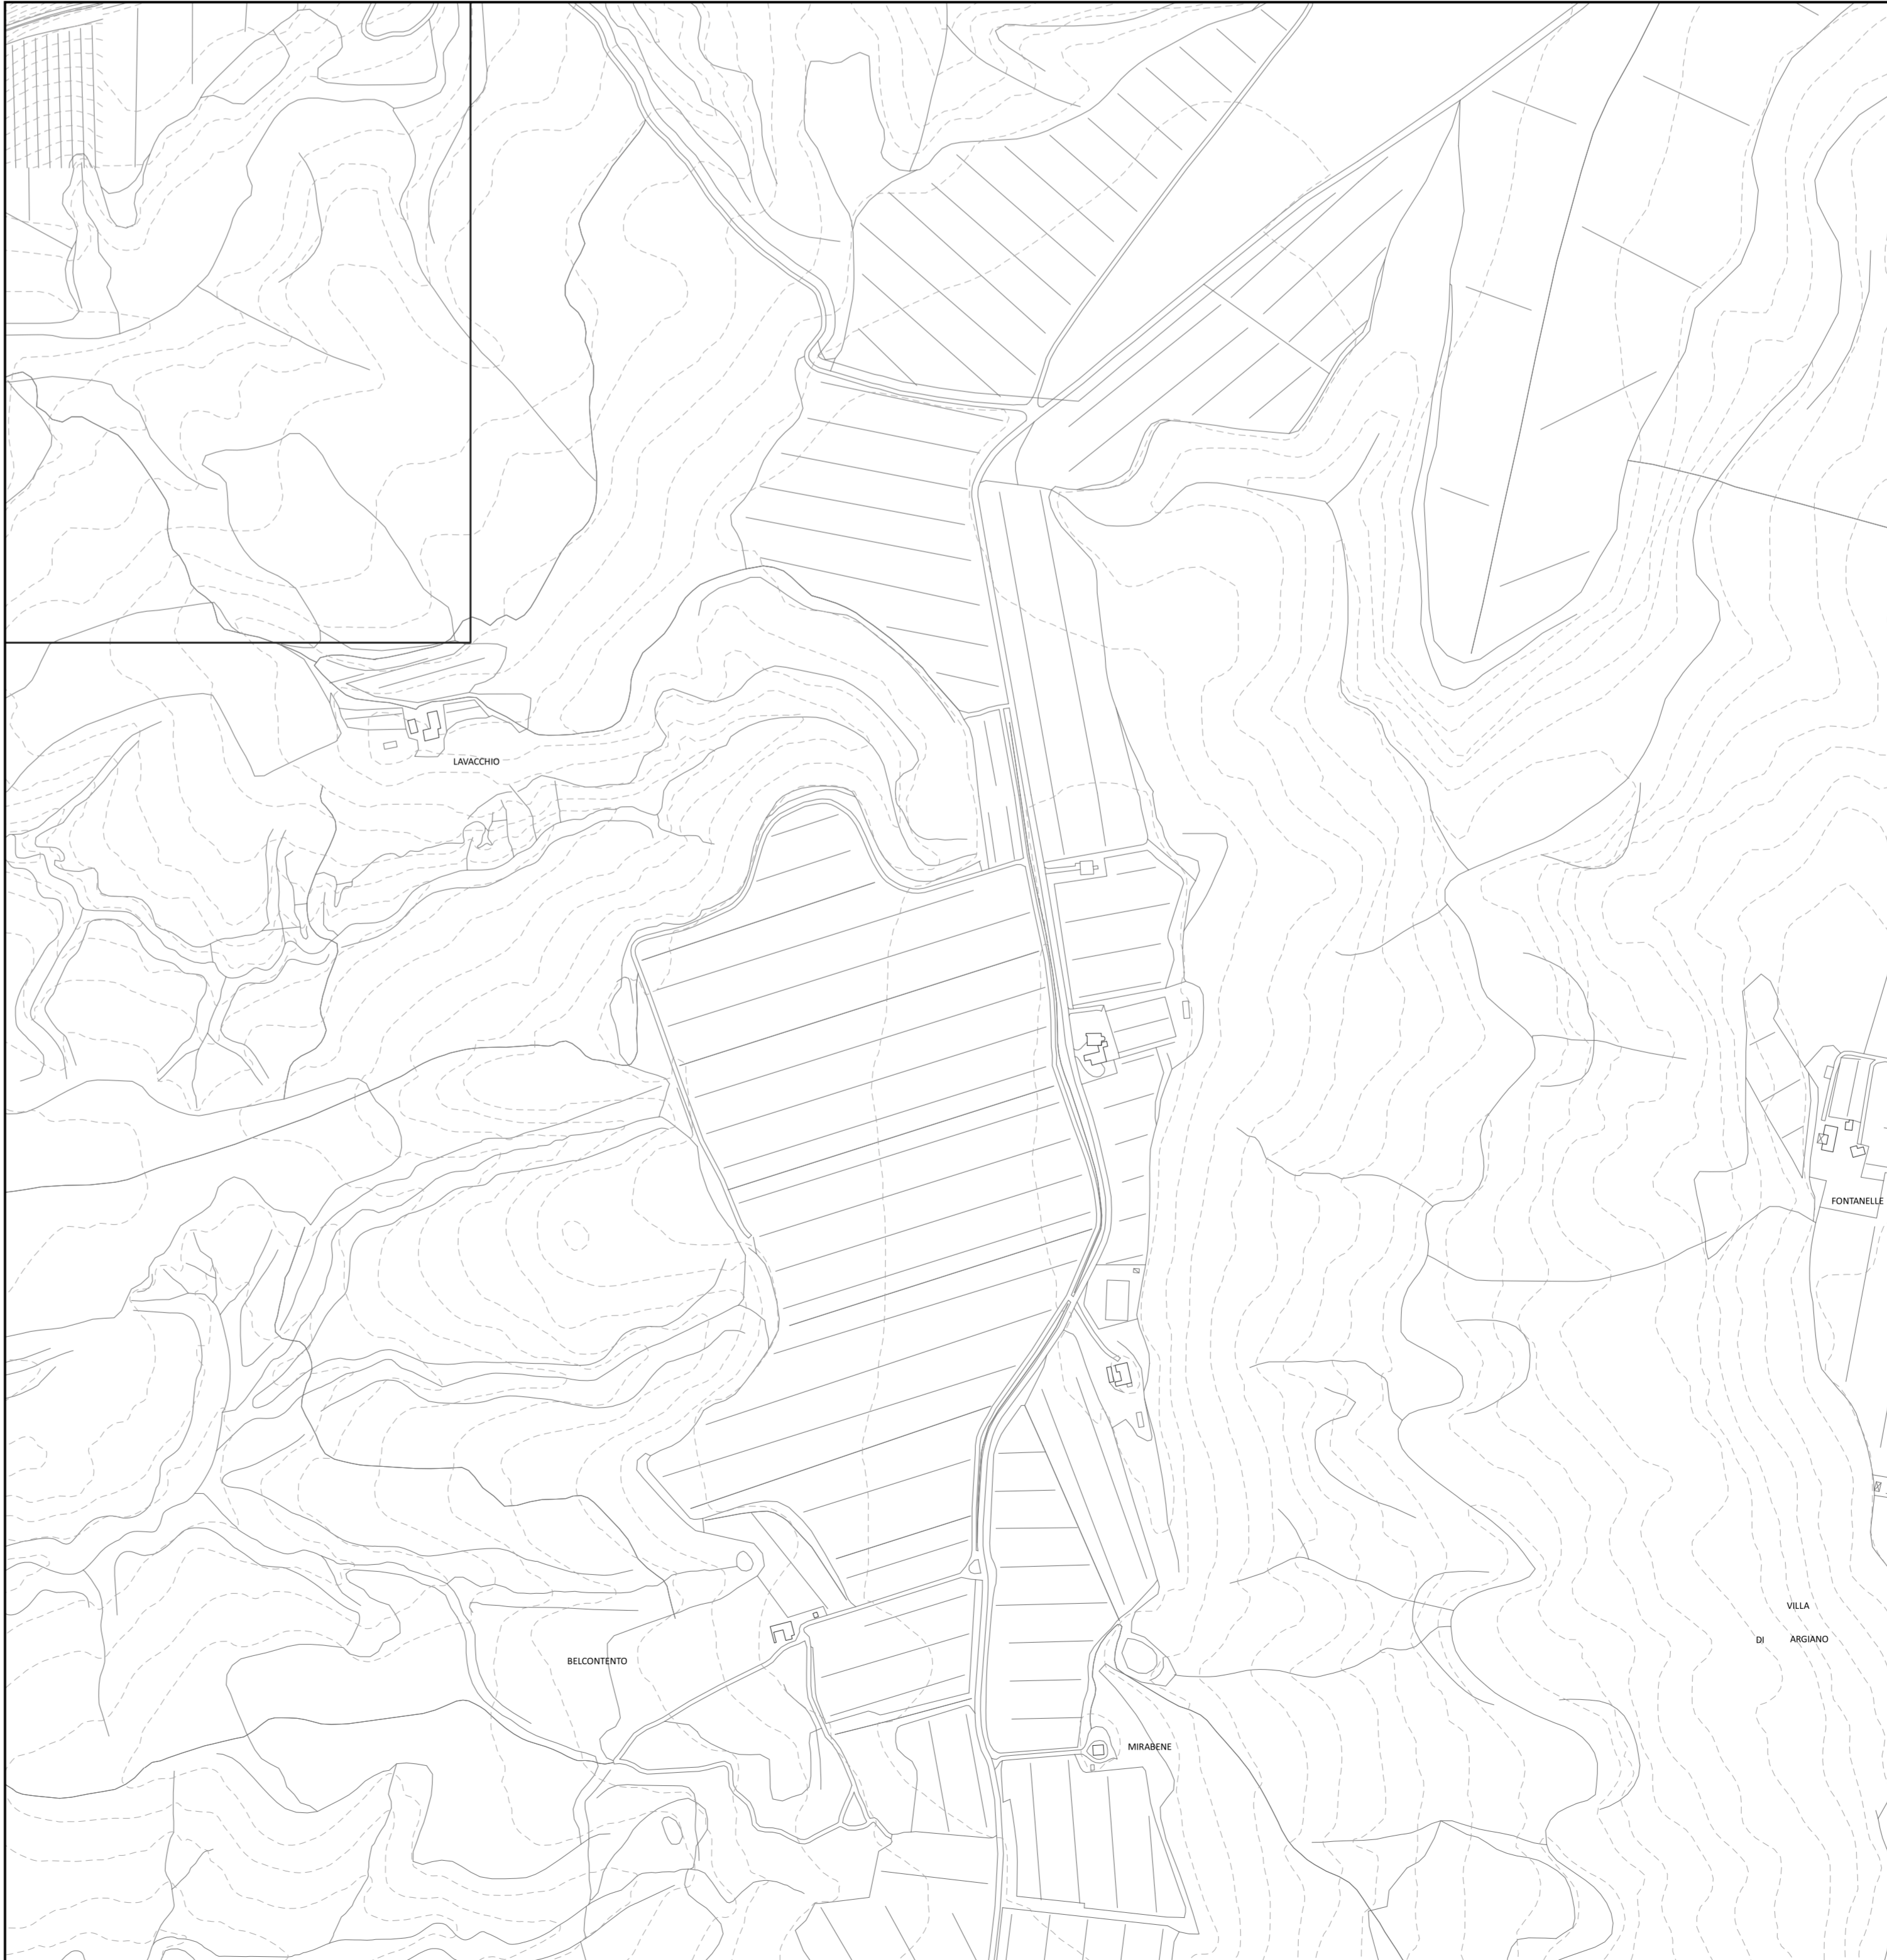 LAVACCHIO
FONTANELLE
VILLA
DI ARGIANO
BELCONTENTO
MIRABENE